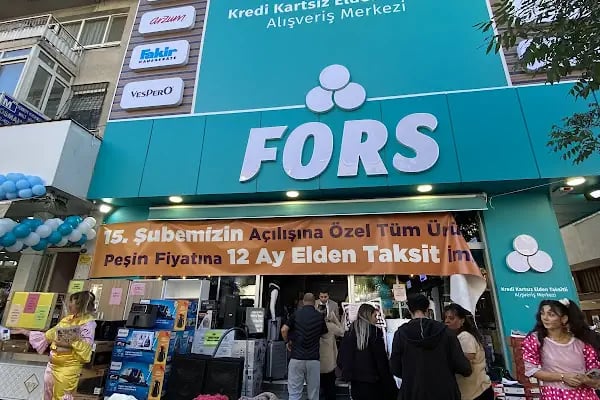 Kredi Kartsız Elden
Alışveriş Merkezi
arzum
Fakir
HAUSGERÄTE
VESPERO
FORS
15. Şubemizin Açılışına Özel Tüm
Peşin Fiyatına 12 Ay Elden Taksit
Kredi Kartsız Elden Taksitli
Alışveriş Merkezi